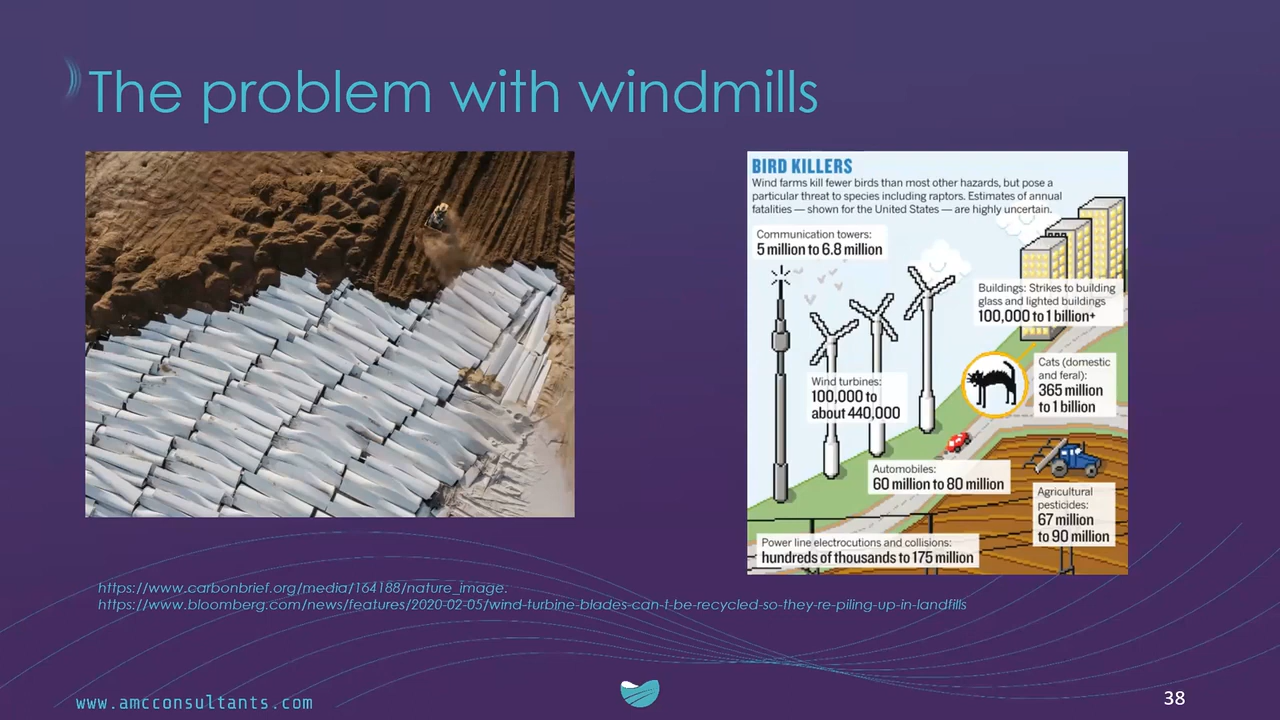 The problem with windmills
BIRD KILLERS
Wind farms kill fewer birds than most other hazards, but pose a
particular threat to species including raptors. Estimates of annual
fatalities — shown for the United States — are highly uncertain.
Communication towers:
5 million to 6.8 million
Buildings: Strikes to building
glass and lighted buildings
100,000 to 1 billion+
Wind turbines:
100,000 to
about 440,000
Cats (domestic
and feral):
365 million
to 1 billion
Automobiles:
60 million to 80 million
Agricultural
pesticides:
67 million
to 90 million
Power line electrocutions and collisions:
hundreds of thousands to 175 million
https://www.carbonbrief.org/media/164188/nature_image.
https://www.bloomberg.com/news/features/2020-02-05/wind-turbine-blades-can-t-be-recycled-so-they-re-piling-up-in-landfills
www.amcconsultants.com
38